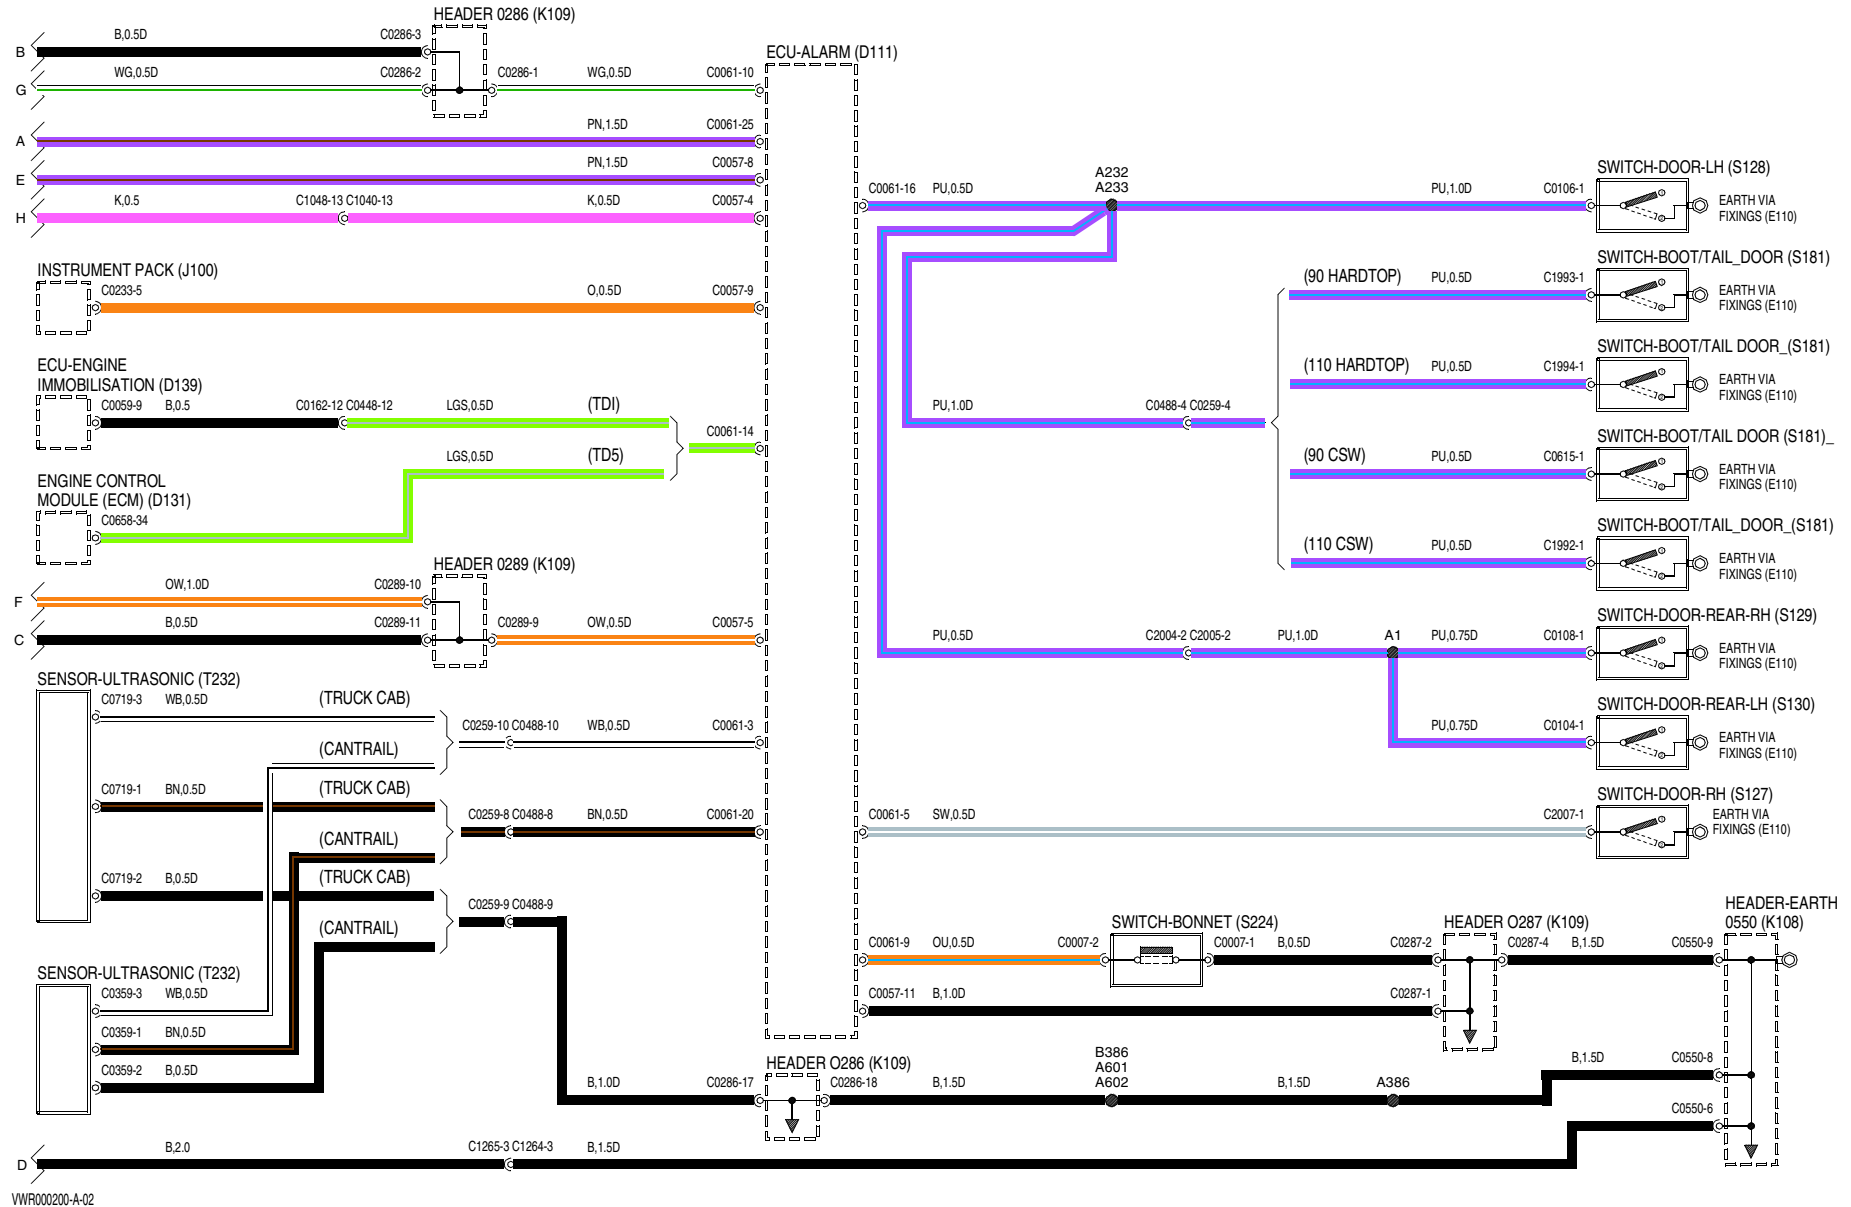 HEADER 0286 (K109)
B
B,0.5D
C0286-3
G
WG,0.5D
C0286-2
C0286-1
WG,0.5D
C0061-10
ECU-ALARM (D111)
A
PN,1.5D
C0061-25
E
PN,1.5D
C0057-8
H
K,0.5
C1048-13 C1040-13
K,0.5D
C0057-4
INSTRUMENT PACK (J100)
C0233-5
O,0.5D
C0057-9
ECU-ENGINE
IMMOBILISATION (D139)
C0059-9
B,0.5
C0162-12 C0448-12
LGS,0.5D
(TDI)
C0061-14
LGS,0.5D
(TD5)
ENGINE CONTROL
MODULE (ECM) (D131)
C0658-34
HEADER 0289 (K109)
F
OW,1.0D
C0289-10
C
B,0.5D
C0289-11
C0289-9
OW,0.5D
C0057-5
SENSOR-ULTRASONIC (T232)
C0719-3
WB,0.5D
(TRUCK CAB)
C0259-10 C0488-10
WB,0.5D
C0061-3
(CANTRAIL)
C0719-1
BN,0.5D
(TRUCK CAB)
C0259-8 C0488-8
BN,0.5D
C0061-20
(CANTRAIL)
C0719-2
B,0.5D
(TRUCK CAB)
C0259-9 C0488-9
(CANTRAIL)
SENSOR-ULTRASONIC (T232)
C0359-3
WB,0.5D
C0359-1
BN,0.5D
C0359-2
B,0.5D
B,1.0D
C0286-17
HEADER O286 (K109)
C0286-18
B,1.5D
B386
A601
A602
B,1.5D
A386
B,1.5D
C0550-8
C0550-6
D
B,2.0
C1265-3 C1264-3
B,1.5D
C0061-16
PU,0.5D
A232
A233
PU,1.0D
C0106-1
SWITCH-DOOR-LH (S128)
EARTH VIA
FIXINGS (E110)
SWITCH-BOOT/TAIL_DOOR (S181)
(90 HARDTOP)
PU,0.5D
C1993-1
EARTH VIA
FIXINGS (E110)
SWITCH-BOOT/TAIL DOOR_(S181)
(110 HARDTOP)
PU,0.5D
C1994-1
EARTH VIA
FIXINGS (E110)
PU,1.0D
C0488-4 C0259-4
SWITCH-BOOT/TAIL DOOR (S181)_
(90 CSW)
PU,0.5D
C0615-1
EARTH VIA
FIXINGS (E110)
SWITCH-BOOT/TAIL_DOOR_(S181)
(110 CSW)
PU,0.5D
C1992-1
EARTH VIA
FIXINGS (E110)
SWITCH-DOOR-REAR-RH (S129)
PU,0.5D
C2004-2 C2005-2
PU,1.0D
A1
PU,0.75D
C0108-1
EARTH VIA
FIXINGS (E110)
SWITCH-DOOR-REAR-LH (S130)
PU,0.75D
C0104-1
EARTH VIA
FIXINGS (E110)
SWITCH-DOOR-RH (S127)
C0061-5
SW,0.5D
C2007-1
EARTH VIA
FIXINGS (E110)
C0061-9
OU,0.5D
C0007-2
SWITCH-BONNET (S224)
C0007-1
B,0.5D
C0287-2
HEADER O287 (K109)
C0287-4
B,1.5D
C0550-9
HEADER-EARTH
0550 (K108)
C0057-11
B,1.0D
C0287-1
VWR000200-A-02